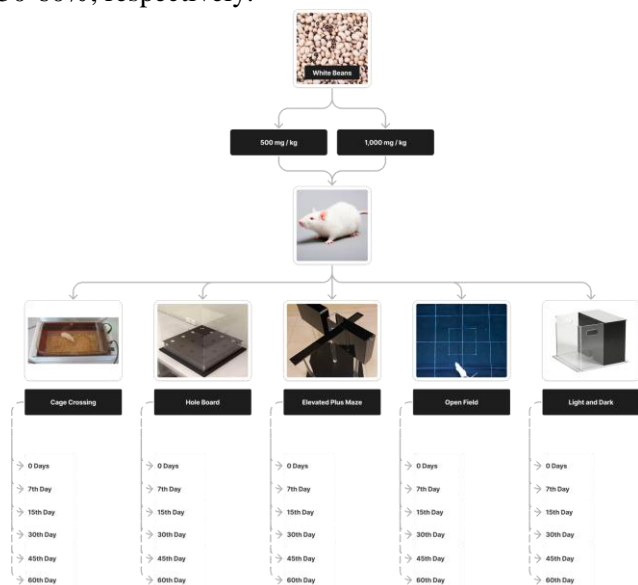 respectively.
White Beans
500 mg / kg
1,000 mg / kg
Cage Crossing
Hole Board
Elevated Plus Maze
Open Field
Light and Dark
0 Days
7th Day
15th Day
30th Day
45th Day
60th Day
0 Days
7th Day
15th Day
30th Day
45th Day
60th Day
0 Days
7th Day
15th Day
30th Day
45th Day
60th Day
0 Days
7th Day
15th Day
30th Day
45th Day
60th Day
0 Days
7th Day
15th Day
30th Day
45th Day
60th Day